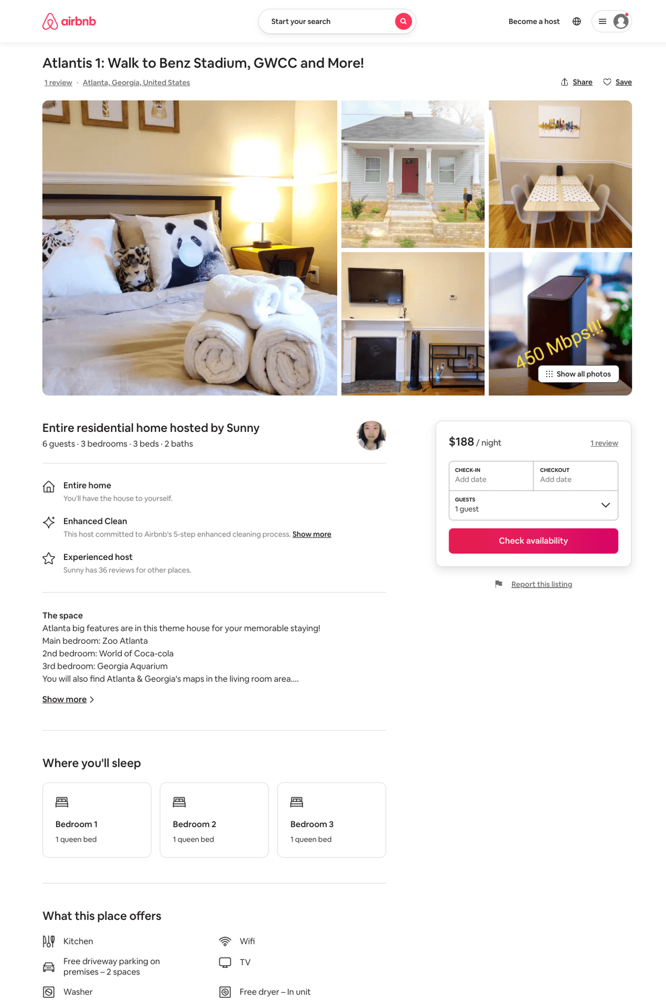 airbnb
Start your search
Become a host
Atlantis 1: Walk to Benz Stadium, GWCC and More!
1 review · Atlanta, Georgia, United States
Share
Save
450 Mbps!!!
Show all photos
Entire residential home hosted by Sunny
6 guests · 3 bedrooms · 3 beds · 2 baths
Entire home
You'll have the house to yourself.
Enhanced Clean
This host committed to Airbnb's 5-step enhanced cleaning process. Show more
Experienced host
Sunny has 36 reviews for other places.
$188 / night
1 review
CHECK-IN
Add date
CHECKOUT
Add date
GUESTS
1 guest
Check availability
Report this listing
The space
Atlanta big features are in this theme house for your memorable staying!
Main bedroom: Zoo Atlanta
2nd bedroom: World of Coca-cola
3rd bedroom: Georgia Aquarium
You will also find Atlanta & Georgia's maps in the living room area....
Show more
Where you'll sleep
Bedroom 1
1 queen bed
Bedroom 2
1 queen bed
Bedroom 3
1 queen bed
What this place offers
Kitchen
Wifi
Free driveway parking on
premises – 2 spaces
TV
Washer
Free dryer – In unit